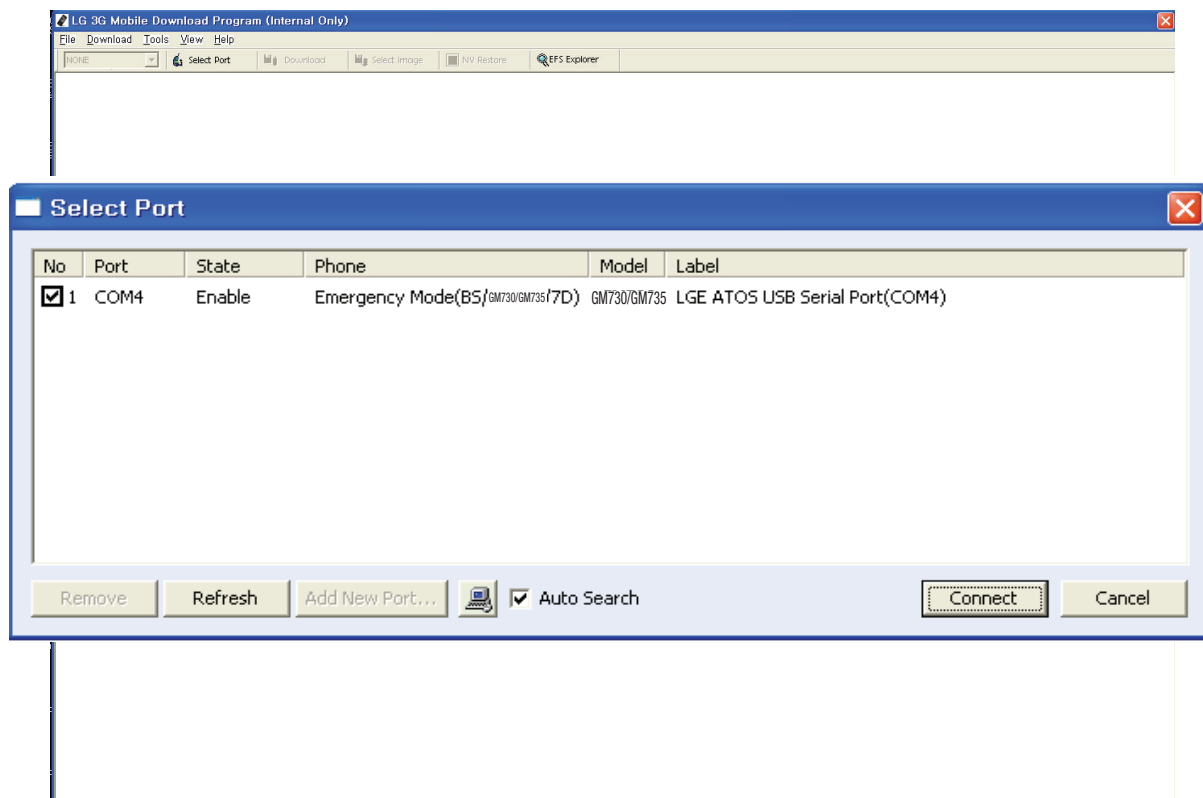 LG 3G Mobile Download Program (Internal Only)
File Download Tools View Help
NONE Select Port Download Select Image NV Restore EFS Explorer
Select Port
No Port State Phone Model Label
1 COM4 Enable Emergency Mode(BS/GM730/GM735/7D) GM730/GM735 LGE ATOS USB Serial Port(COM4)
Remove Refresh Add New Port... Auto Search Connect Cancel